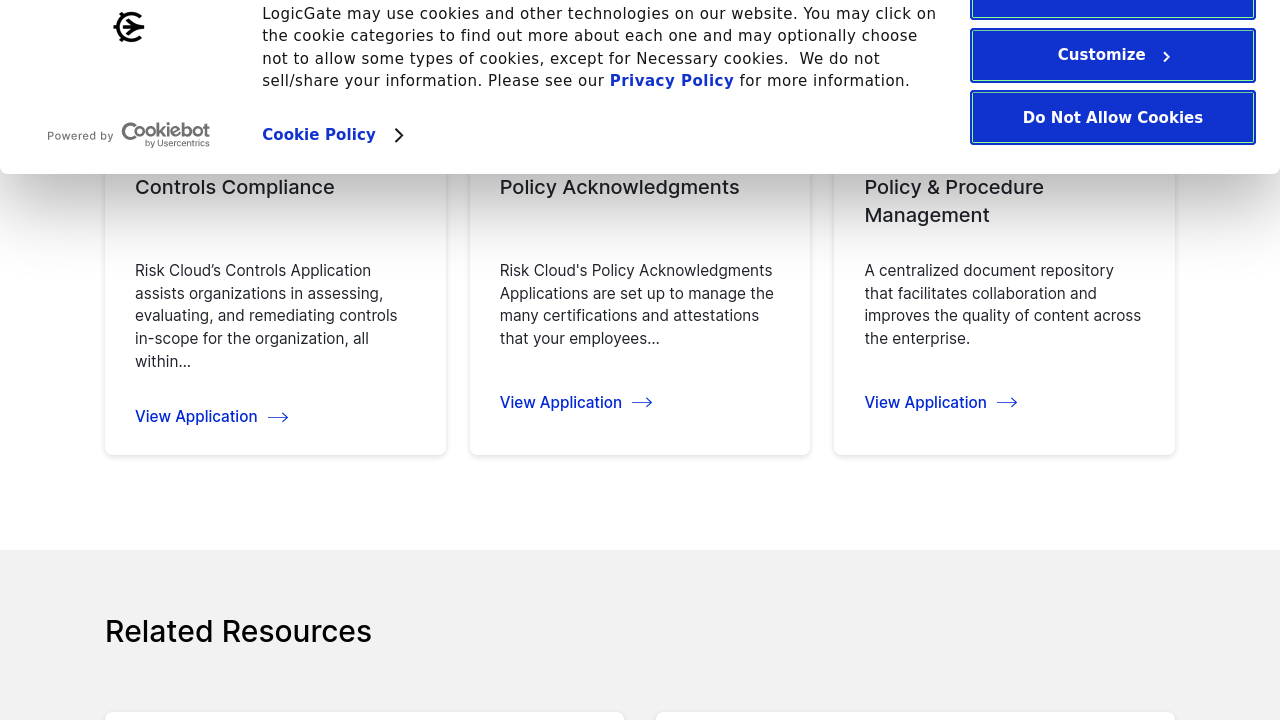 LogicGate may use cookies and other technologies on our website. You may click on
the cookie categories to find out more about each one and may optionally choose
not to allow some types of cookies, except for Necessary cookies.  We do not
sell/share your information. Please see our Privacy Policy for more information.
Customize
Do Not Allow Cookies
Powered by Cookiebot
by Usercentrics
Cookie Policy
Controls Compliance
Risk Cloud’s Controls Application
assists organizations in assessing,
evaluating, and remediating controls
in-scope for the organization, all
within...
View Application
Policy Acknowledgments
Risk Cloud's Policy Acknowledgments
Applications are set up to manage the
many certifications and attestations
that your employees...
View Application
Policy & Procedure
Management
A centralized document repository
that facilitates collaboration and
improves the quality of content across
the enterprise.
View Application
Related Resources